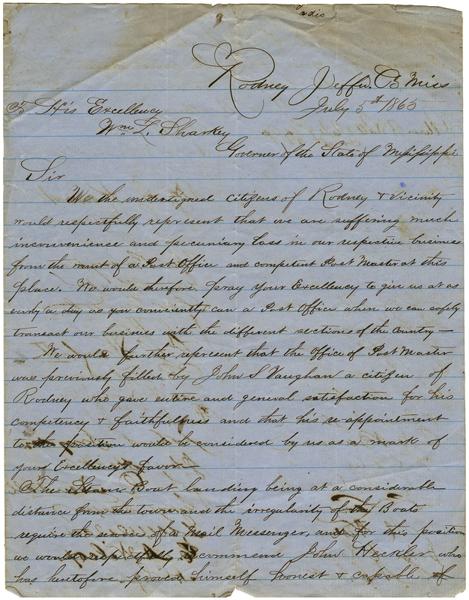 Rodney Jeffn. Co Miss
July 5th 1865
To His Excellency
Wm L. Sharkey
Governor of the State of Mississippi
Sir
We the undersigned citizens of Rodney & Vicinity
would respectfully represent that we are suffering much
inconvenience and pecuniary loss in our respective business
from the want of a Post Office and competent Post Master at this
place. We would therefore pray your Excellency to give us at as
early a day as you conviently can a Post Office where we can safely
transact our business with the different sections of the Country —
We would further represent that the Office of Post Master
was previously filled by John S Vaughan a citizen of
Rodney who gave entire and general satisfaction for his
competency & faithfullness and that his re-appointment
to position would be considered by us as a mark of
your Excellency's favor —
The Steam Boat landing being at a considerable
distance from the town and the irregularity of the Boats
require the services of a Mail Messenger, and for this position
we would respectfully recommend John Heckler who
has heretofore proved himself honest & capable of